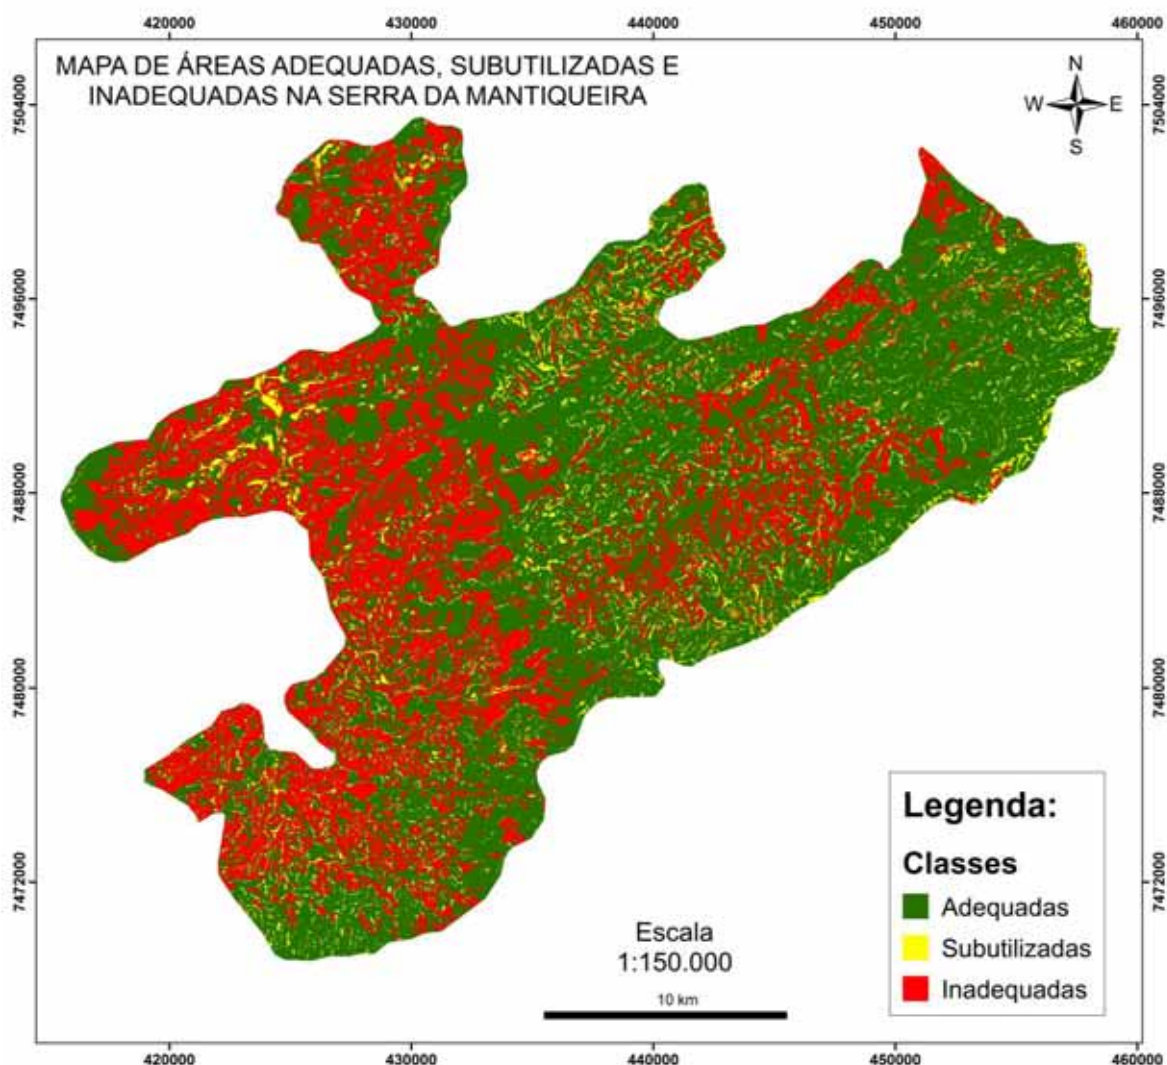 420000
430000
440000
450000
460000
MAPA DE ÁREAS ADEQUADAS, SUBUTILIZADAS E
INADEQUADAS NA SERRA DA MANTIQUEIRA
N
W
E
S
7504000
7504000
7496000
7496000
7488000
7488000
7480000
7480000
7472000
7472000
Legenda:
Classes
Adequadas
Subutilizadas
Inadequadas
Escala
1:150.000
10 km
420000
430000
440000
450000
460000